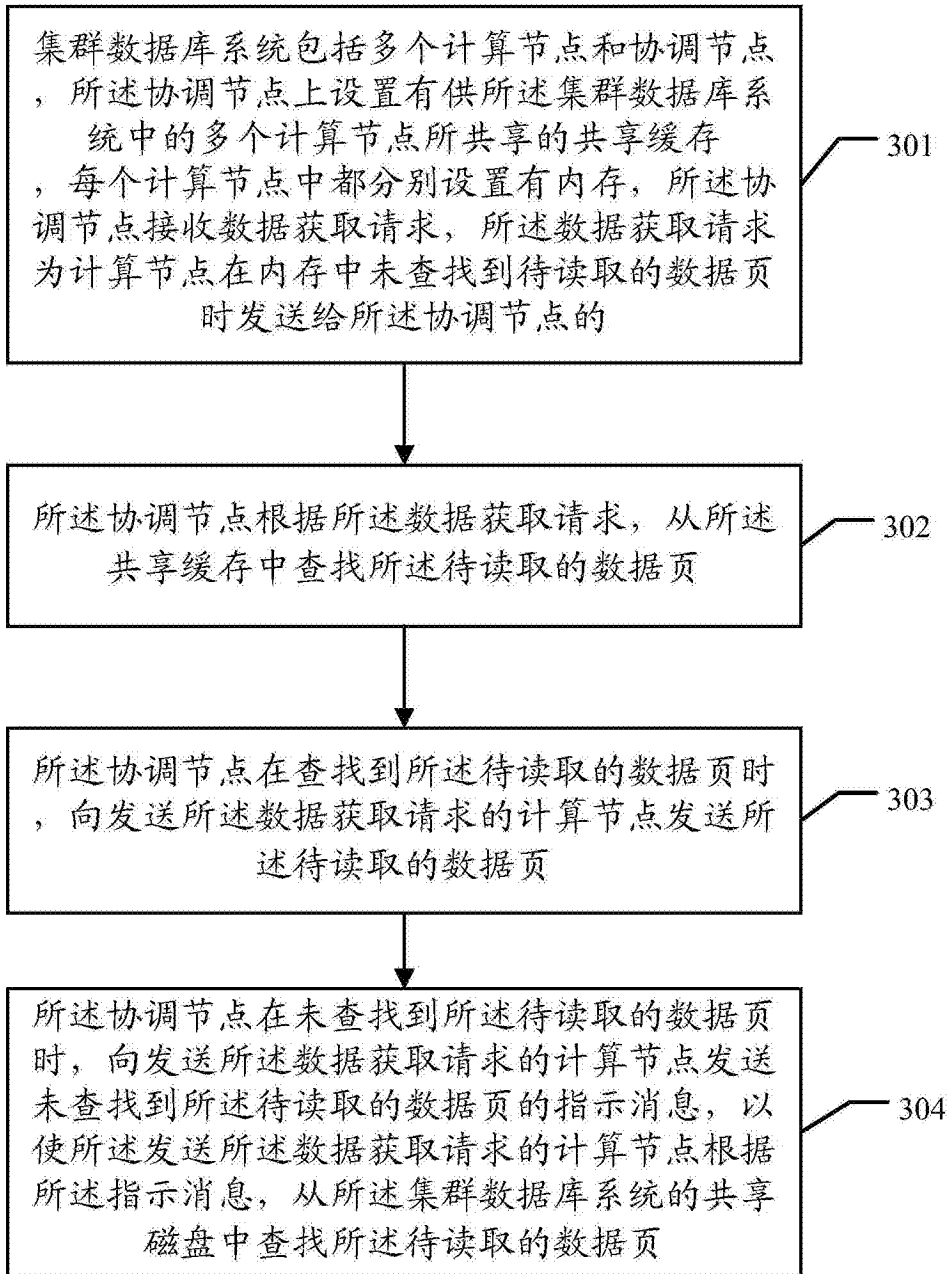 集群数据库系统包括多个计算节点和协调节点
，所述协调节点上设置有供所述集群数据库系
统中的多个计算节点所共享的共享缓存
，每个计算节点中都分别设置有内存，所述协
调节点接收数据获取请求，所述数据获取请求
为计算节点在内存中未查找到待读取的数据页
时发送给所述协调节点的
301
所述协调节点根据所述数据获取请求，从所述
共享缓存中查找所述待读取的数据页
302
所述协调节点在查找到所述待读取的数据页时
，向发送所述数据获取请求的计算节点发送所
述待读取的数据页
303
所述协调节点在未查找到所述待读取的数据页
时，向发送所述数据获取请求的计算节点发送
未查找到所述待读取的数据页的指示消息，以
使所述发送所述数据获取请求的计算节点根据
所述指示消息，从所述集群数据库系统的共享
磁盘中查找所述待读取的数据页
304